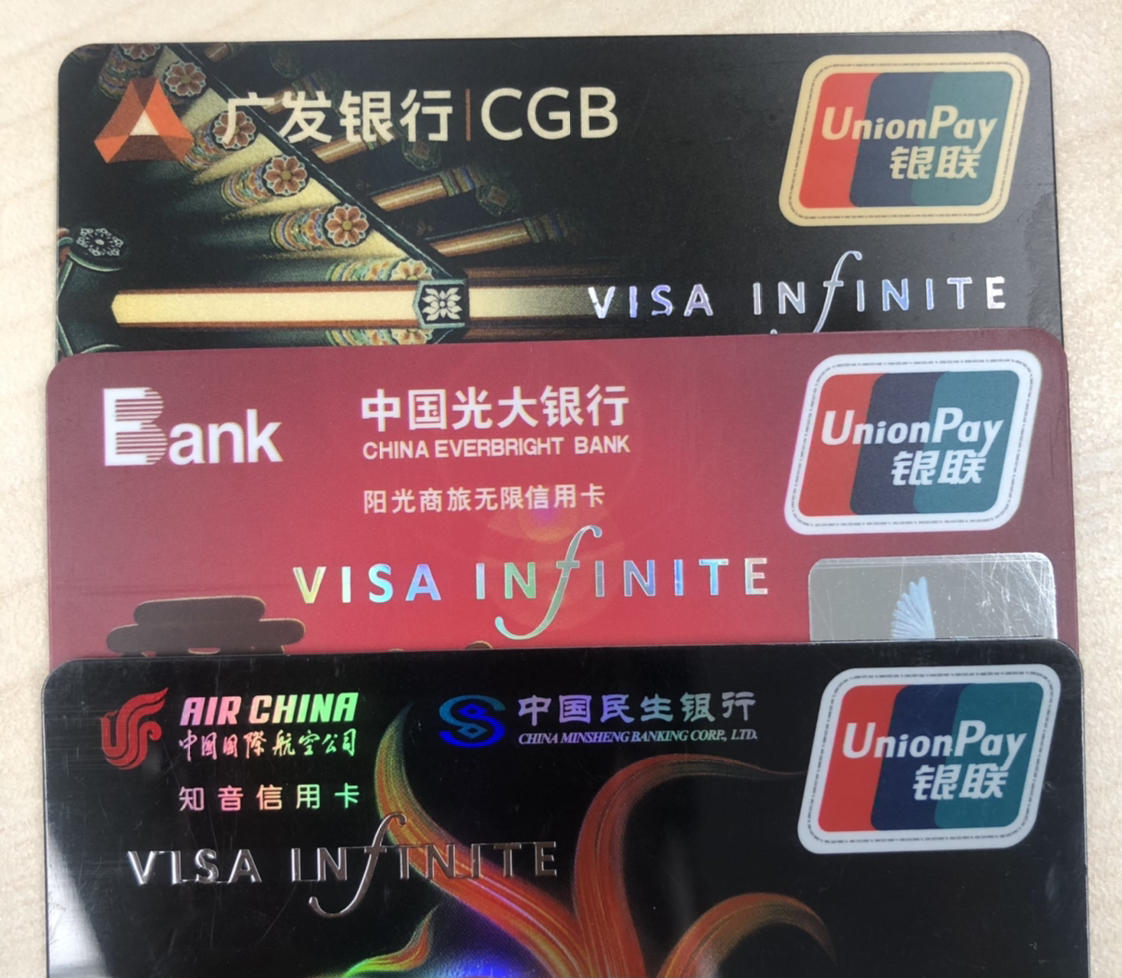 广发银行 | CGB
UnionPay
银联
VISA INFINITE
Bank
中国光大银行
CHINA EVERBRIGHT BANK
阳光商旅无限信用卡
UnionPay
银联
VISA INFINITE
AIR CHINA
中国国際航空公司
知音信用卡
中国民生银行
CHINA MINSHENG BANKING CORP., LTD.
UnionPay
银联
VISA INFINITE